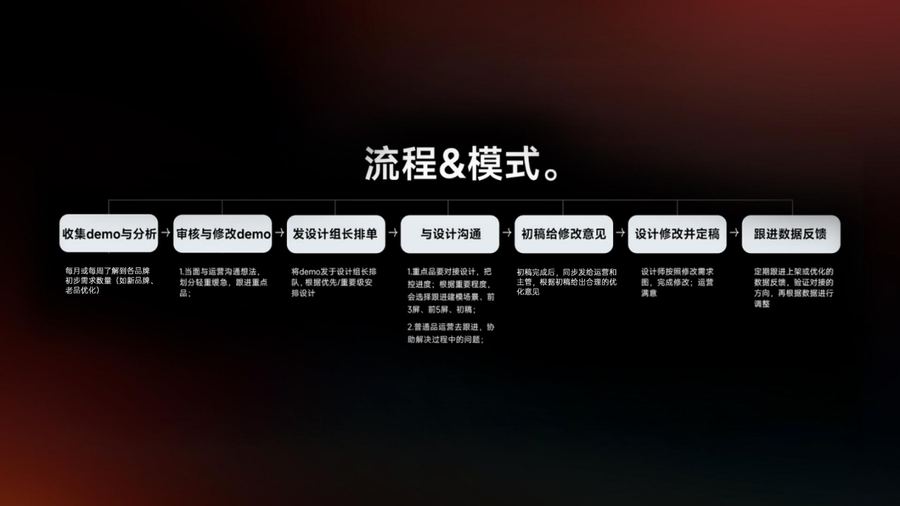 流程&模式。
收集demo与分析
审核与修改demo
发设计组长排单
与设计沟通
初稿给修改意见
设计修改并定稿
跟进数据反馈
每月或每周了解到各品牌
初步需求数量（如新品牌、
老品优化）
1.当面与运营沟通想法，
划分轻重缓急，跟进重点
品；
将demo发于设计组长排
队，根据优先/重要级安
排设计
1.重点品要对接设计，把
控进度；根据重要程度，
会选择跟进建模场景、前
3屏、前5屏、初稿；
2.普通品运营去跟进，协
助解决过程中的问题；
初稿完成后，同步发给运营和
主管，根据初稿给出合理的优
化意见
设计师按照修改需求
图，完成修改；运营
满意
定期跟进上架或优化的
数据反馈，验证对接的
方向，再根据数据进行
调整